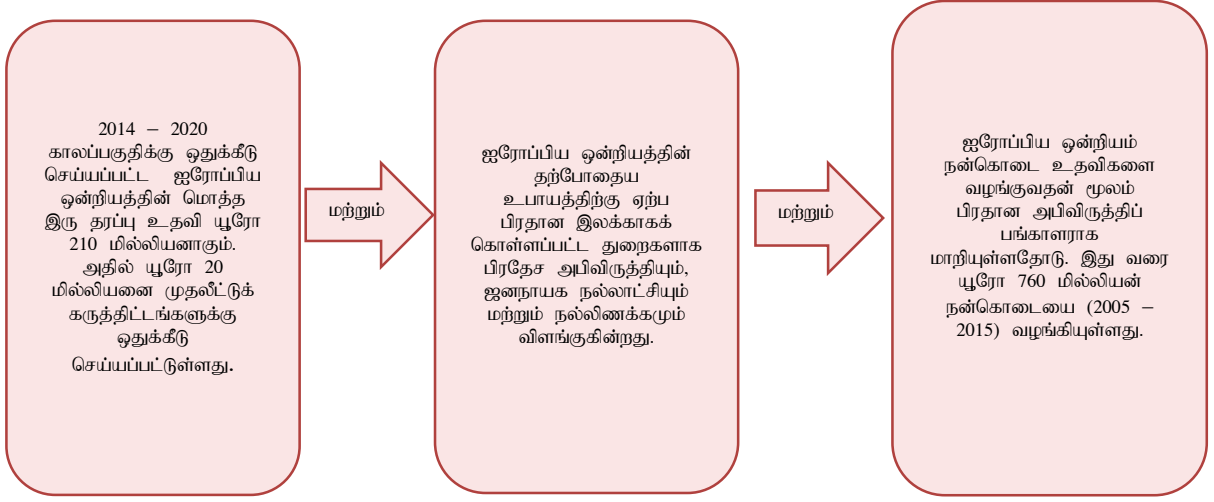 2014 – 2020
காலப்பகுதிக்கு ஒதுக்கீடு
செய்யப்பட்ட ஐரோப்பிய
ஒன்றியத்தின் மொத்த
இரு தரப்பு உதவி யூரோ
210 மில்லியனாகும்.
அதில் யூரோ 20
மில்லியனை முதலீட்டுக்
கருத்திட்டங்களுக்கு
ஒதுக்கீடு
செய்யப்பட்டுள்ளது.
மற்றும்
ஐரோப்பிய ஒன்றியத்தின்
தற்போதைய
உபாயத்திற்கு ஏற்ப
பிரதான இலக்காகக்
கொள்ளப்பட்ட துறைகளாக
பிரதேச அபிவிருத்தியும்,
ஜனநாயக நல்லாட்சியும்
மற்றும் நல்லிணக்கமும்
விளங்குகின்றது.
மற்றும்
ஐரோப்பிய ஒன்றியம்
நன்கொடை உதவிகளை
வழங்குவதன் மூலம்
பிரதான அபிவிருத்திப்
பங்காளராக
மாறியுள்ளதோடு. இது வரை
யூரோ 760 மில்லியன்
நன்கொடையை (2005 –
2015) வழங்கியுள்ளது.